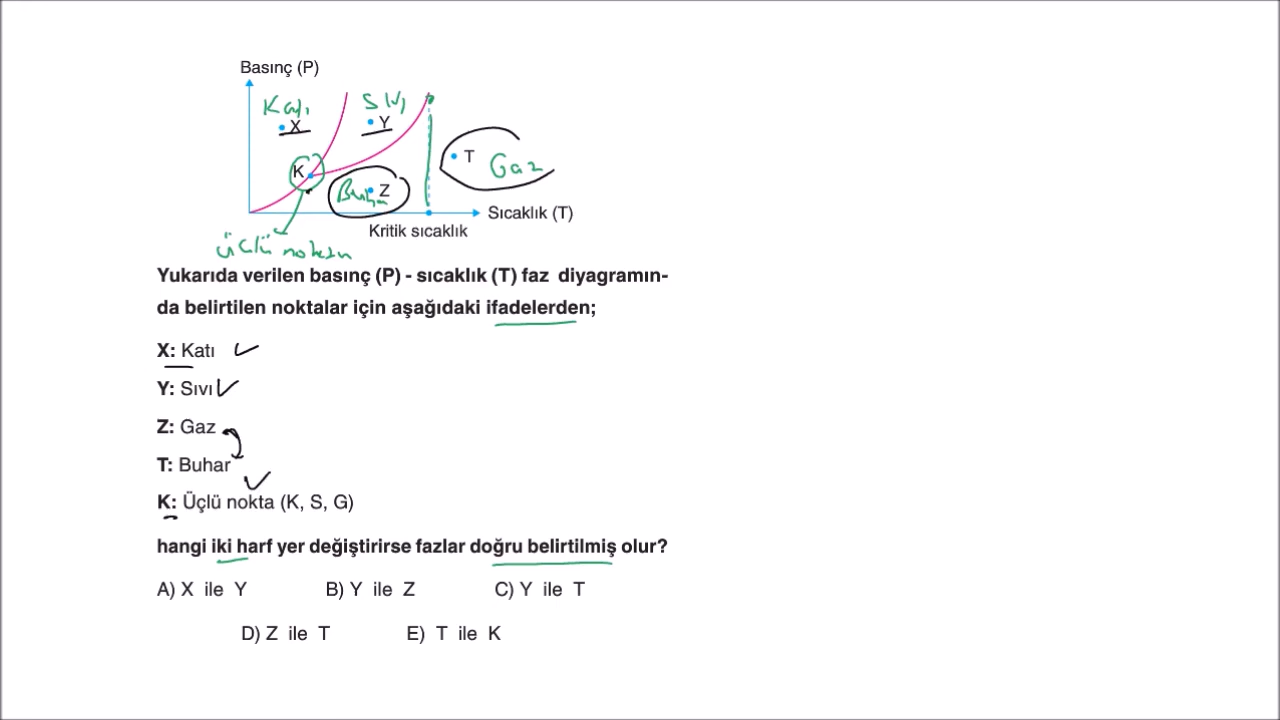 Basınç (P)
Katı
Sıvı
X
Y
T
Gaz
K
Buhar
Z
Sıcaklık (T)
Kritik sıcaklık
üçlü nokta
Yukarıda verilen basınç (P) - sıcaklık (T) faz diyagramın-
da belirtilen noktalar için aşağıdaki ifadelerden;
X: Katı
Y: Sıvı
Z: Gaz
T: Buhar
K: Üçlü nokta (K, S, G)
hangi iki harf yer değiştirirse fazlar doğru belirtilmiş olur?
A) X ile Y B) Y ile Z C) Y ile T
D) Z ile T E) T ile K